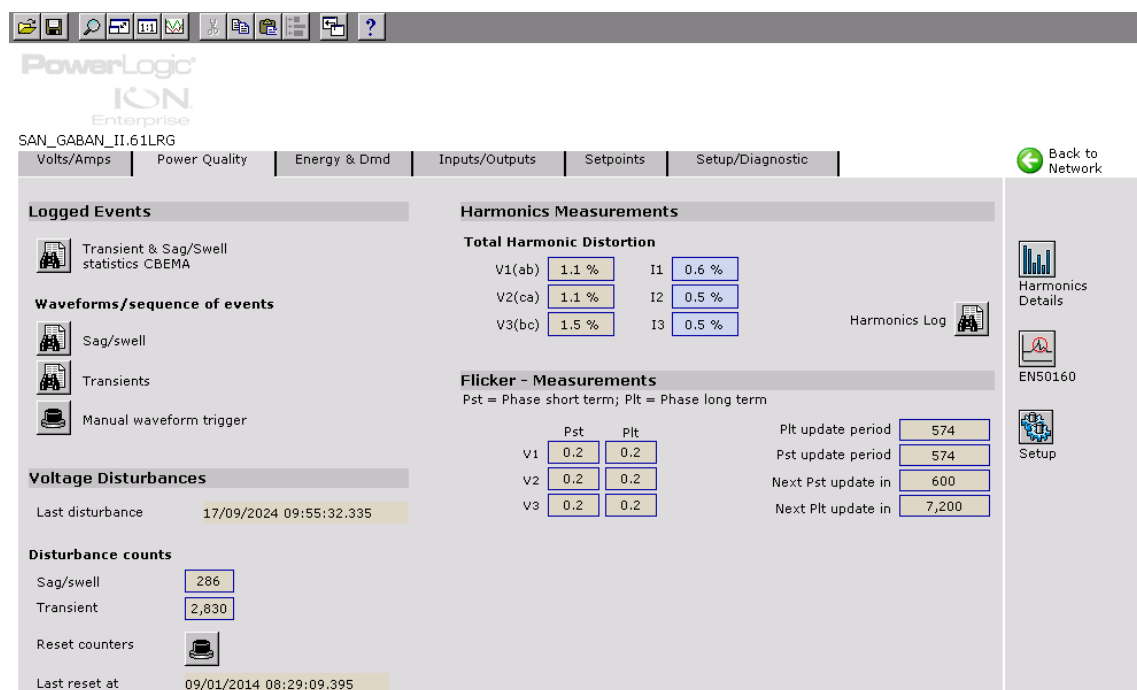 1:1
?
PowerLogic
ION
Enterprise
SAN_GABAN_II.61LRG
Volts/Amps Power Quality Energy & Dmd Inputs/Outputs Setpoints Setup/Diagnostic
Back to
Network
Logged Events
Transient & Sag/Swell
statistics CBEMA
Waveforms/sequence of events
Sag/swell
Transients
Manual waveform trigger
Voltage Disturbances
Last disturbance 17/09/2024 09:55:32.335
Disturbance counts
Sag/swell 286
Transient 2,830
Reset counters
Last reset at 09/01/2014 08:29:09.395
Harmonics Measurements
Total Harmonic Distortion
V1(ab) 1.1 % I1 0.6 %
V2(ca) 1.1 % I2 0.5 %
V3(bc) 1.5 % I3 0.5 %
Harmonics Log
Flicker - Measurements
Pst = Phase short term; Plt = Phase long term
Pst Plt
V1 0.2 0.2
V2 0.2 0.2
V3 0.2 0.2
Plt update period 574
Pst update period 574
Next Pst update in 600
Next Plt update in 7,200
Harmonics
Details
EN50160
Setup